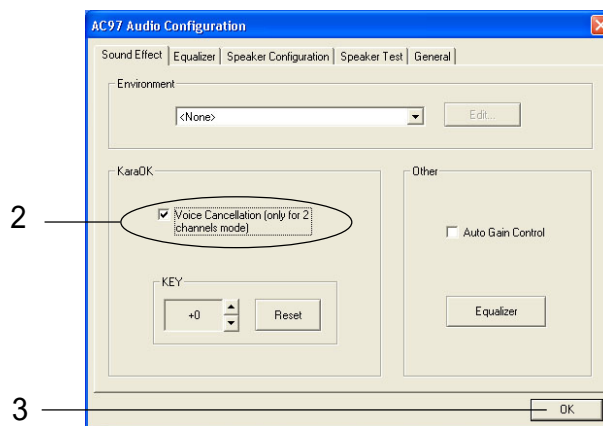 AC97 Audio Configuration
Sound Effect Equalizer Speaker Configuration Speaker Test General
Environment
<None>
Edit...
KaraOK
Other
2
Voice Cancellation (only for 2
channels mode)
Auto Gain Control
KEY
+0
Reset
Equalizer
3
OK